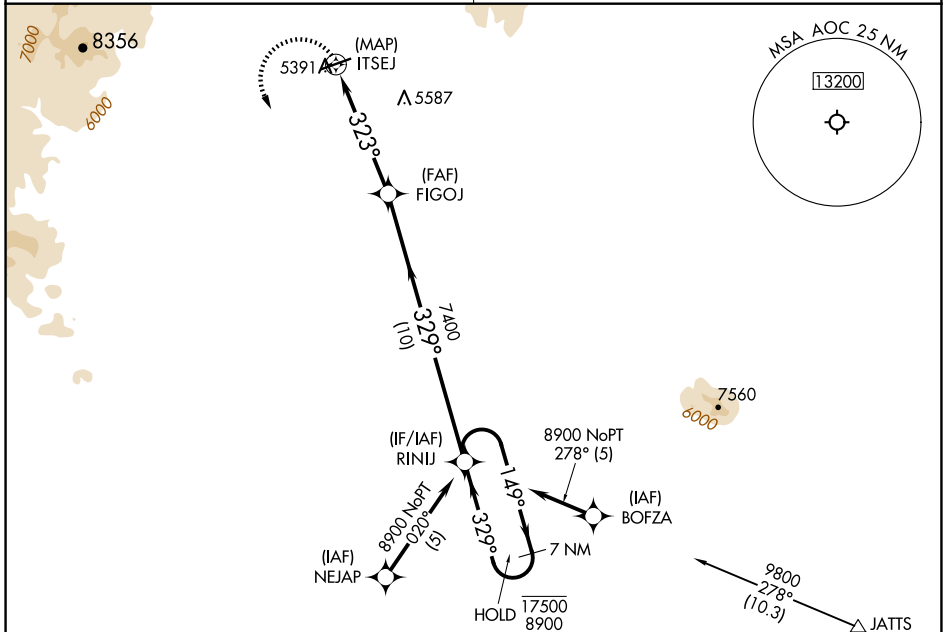 7000
8356
6000
(MAP)
ITSEJ
5391
5587
MSA AOC 25 NM
13200
323°
(FAF)
FIGOJ
7400
329°
(10)
7560
6000
(IF/IAF)
RINIJ
8900 NoPT
278° (5)
149°
(IAF)
BOFZA
8900 NoPT
020°
(5)
329°
7 NM
(IAF)
NEJAP
HOLD
17500
8900
9800
278°
(10.3)
JATTS